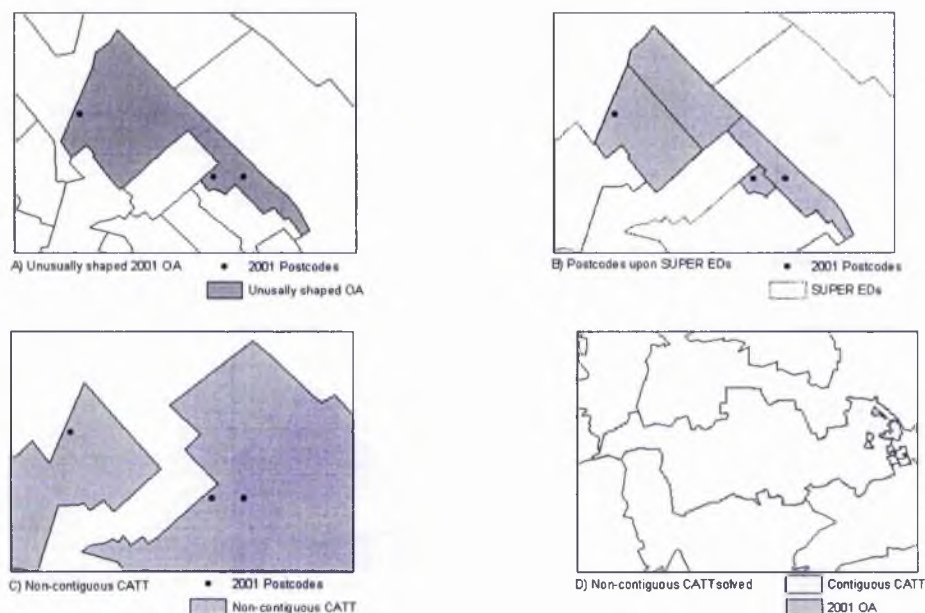 A) Unusually shaped 2001 OA
2001 Postcodes
Unusally shaped OA
B) Postcodes upon SUPER EDs
2001 Postcodes
SUPER EDs
C) Non-contiguous CATT
2001 Postcodes
Non-contiguous CATT
D) Non-contiguous CATT solved
Contiguous CATT
2001 OA